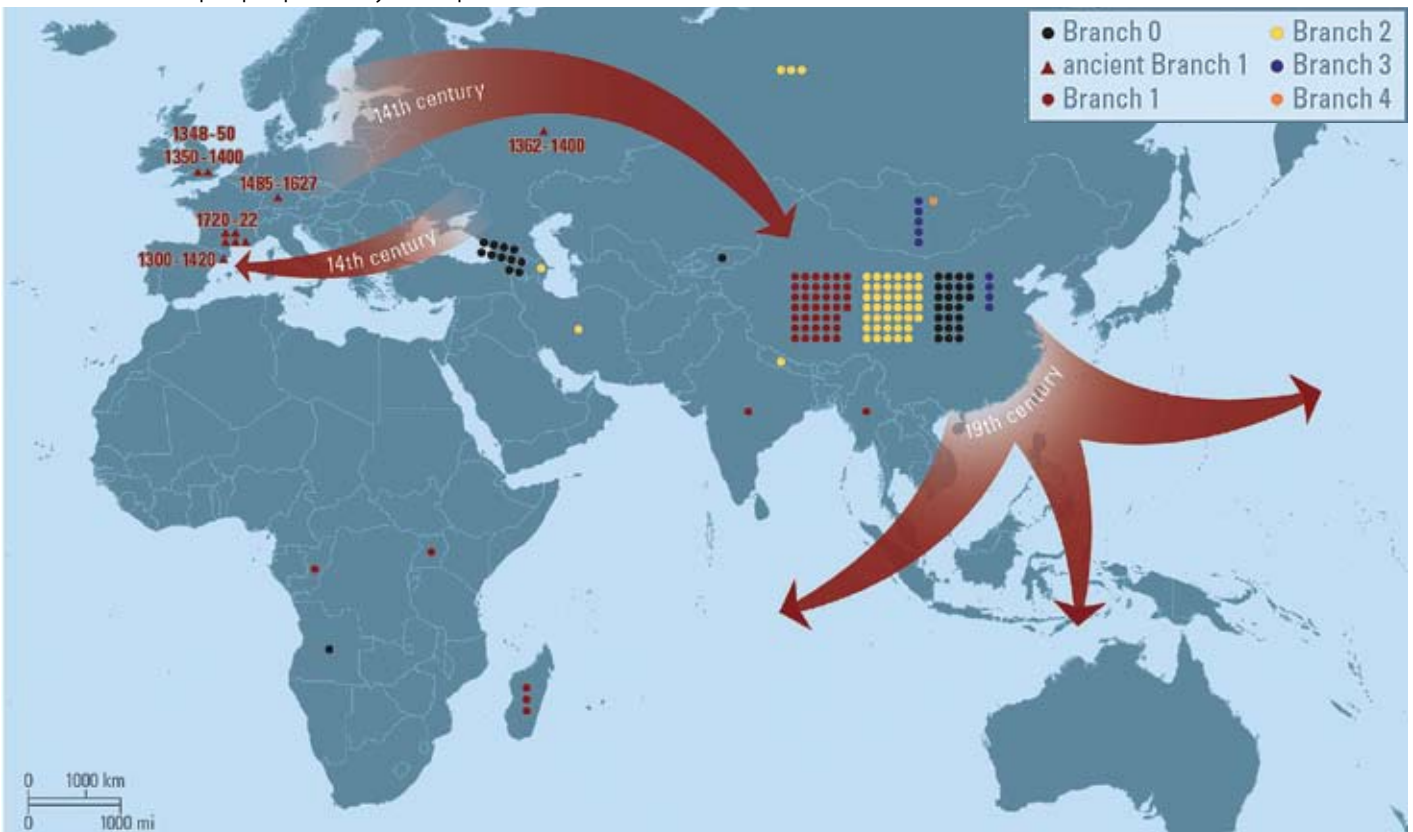 Branch 0
ancient Branch 1
Branch 1
Branch 2
Branch 3
Branch 4
14th century
1348-50
1350-1400
1362-1400
1485-1627
1720-22
14th century
1300-1420
19th century
0 1000 km
0 1000 mi